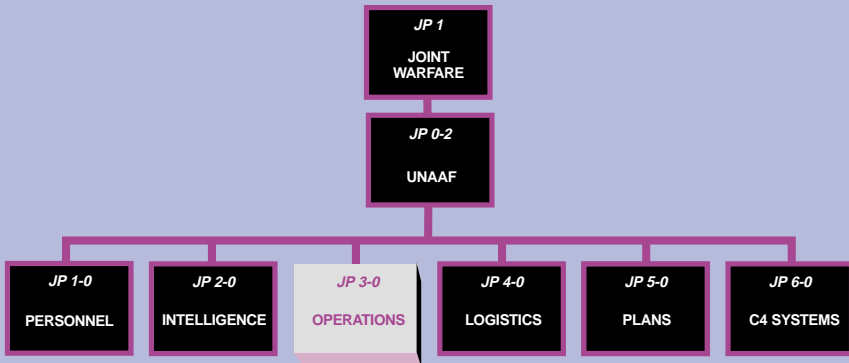 JP 1
JOINT
WARFARE
JP 0-2
UNAAF
JP 1-0
PERSONNEL
JP 2-0
INTELLIGENCE
JP 3-0
OPERATIONS
JP 4-0
LOGISTICS
JP 5-0
PLANS
JP 6-0
C4 SYSTEMS